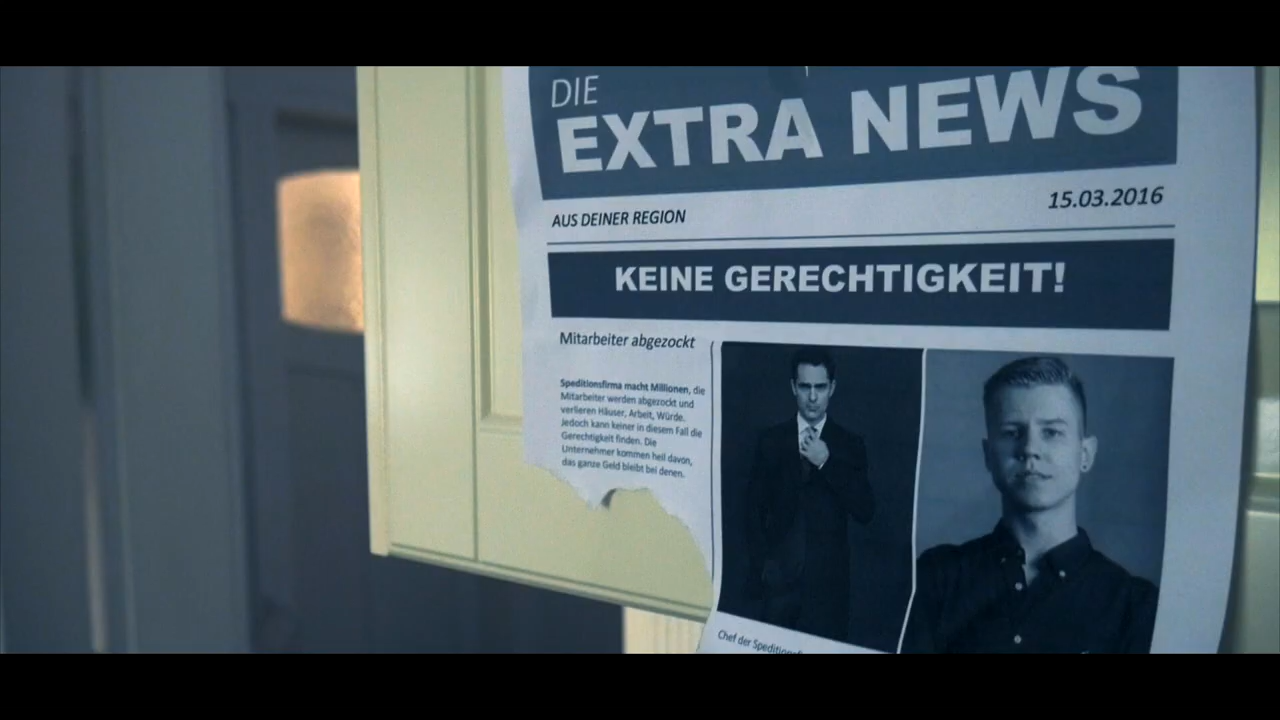 DIE
EXTRA NEWS
15.03.2016
AUS DEINER REGION
KEINE GERECHTIGKEIT!
Mitarbeiter abgezockt
Speditionsfirma macht Millionen, die
Mitarbeiter werden abgezockt und
verlieren Häuser, Arbeit, Würde.
Jedoch kann keiner in diesem Fall die
Gerechtigkeit finden. Die
Unternehmer kommen heil davon,
das ganze Geld bleibt bei denen.
Chef der